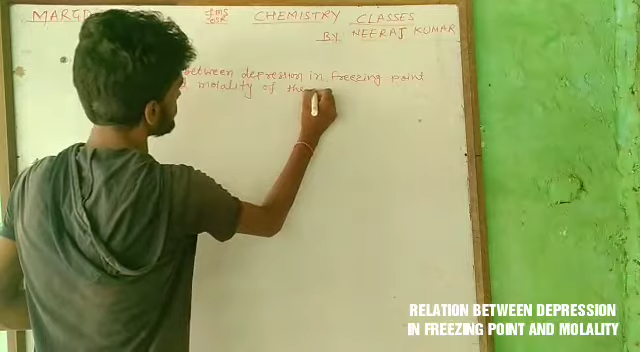 CHEMISTRY CLASSES
BY NEERAJ KUMAR
between depression in freezing point
molality of the
RELATION BETWEEN DEPRESSION
IN FREEZING POINT AND MOLALITY